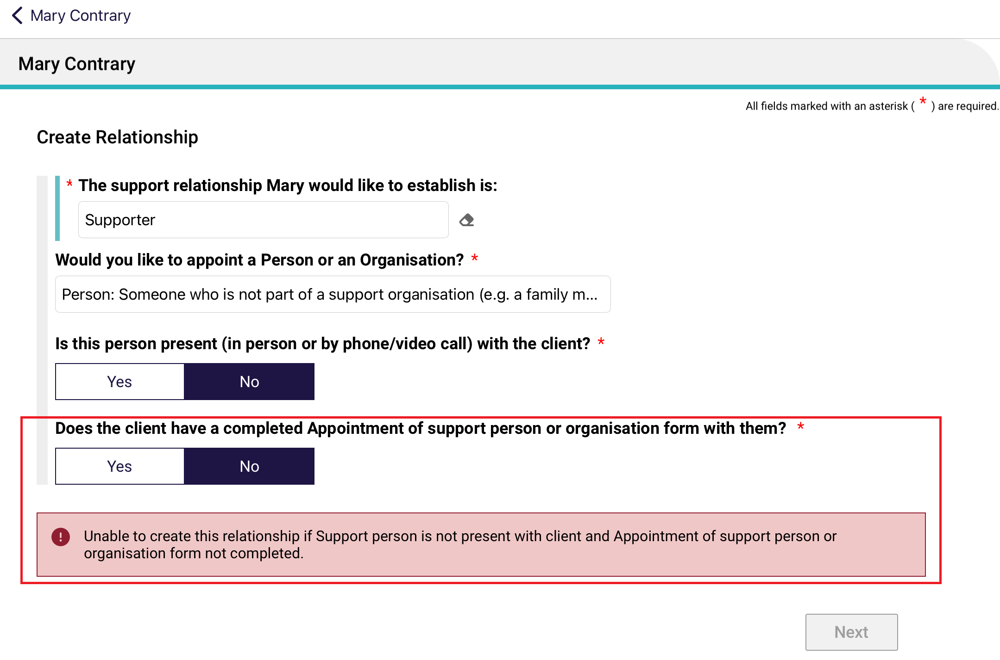 Mary Contrary
Mary Contrary
All fields marked with an asterisk ( * ) are required.
Create Relationship
* The support relationship Mary would like to establish is:
Supporter
Would you like to appoint a Person or an Organisation? *
Person: Someone who is not part of a support organisation (e.g. a family m...
Is this person present (in person or by phone/video call) with the client? *
Yes No
Does the client have a completed Appointment of support person or organisation form with them? *
Yes No
Unable to create this relationship if Support person is not present with client and Appointment of support person or
organisation form not completed.
Next